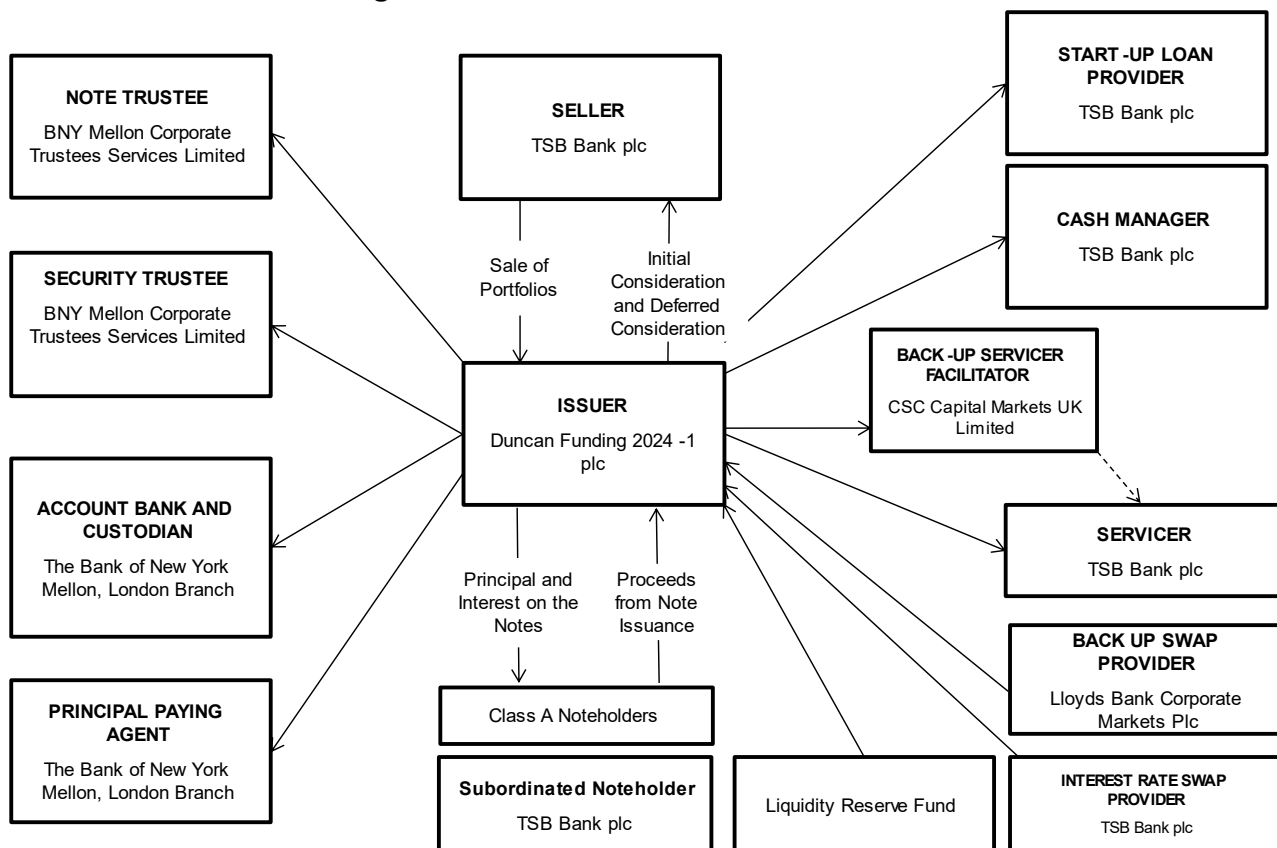 NOTE TRUSTEE
BNY Mellon Corporate
Trustees Services Limited
SELLER
TSB Bank plc
START -UP LOAN
PROVIDER
TSB Bank plc
CASH MANAGER
TSB Bank plc
SECURITY TRUSTEE
BNY Mellon Corporate
Trustees Services Limited
Sale of
Portfolios
Initial
Consideration
and Deferred
Consideration
BACK -UP SERVICER
FACILITATOR
CSC Capital Markets UK
Limited
ISSUER
Duncan Funding 2024 -1
plc
ACCOUNT BANK AND
CUSTODIAN
The Bank of New York
Mellon, London Branch
SERVICER
TSB Bank plc
Principal and
Interest on the
Notes
Proceeds
from Note
Issuance
BACK UP SWAP
PROVIDER
Lloyds Bank Corporate
Markets Plc
PRINCIPAL PAYING
AGENT
The Bank of New York
Mellon, London Branch
Class A Noteholders
Subordinated Noteholder
TSB Bank plc
Liquidity Reserve Fund
INTEREST RATE SWAP
PROVIDER
TSB Bank plc